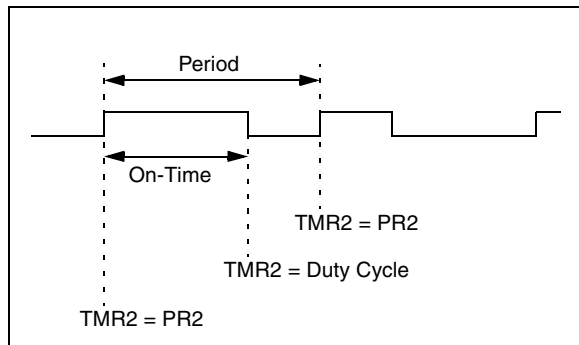 Period
On-Time
TMR2 = PR2
TMR2 = Duty Cycle
TMR2 = PR2